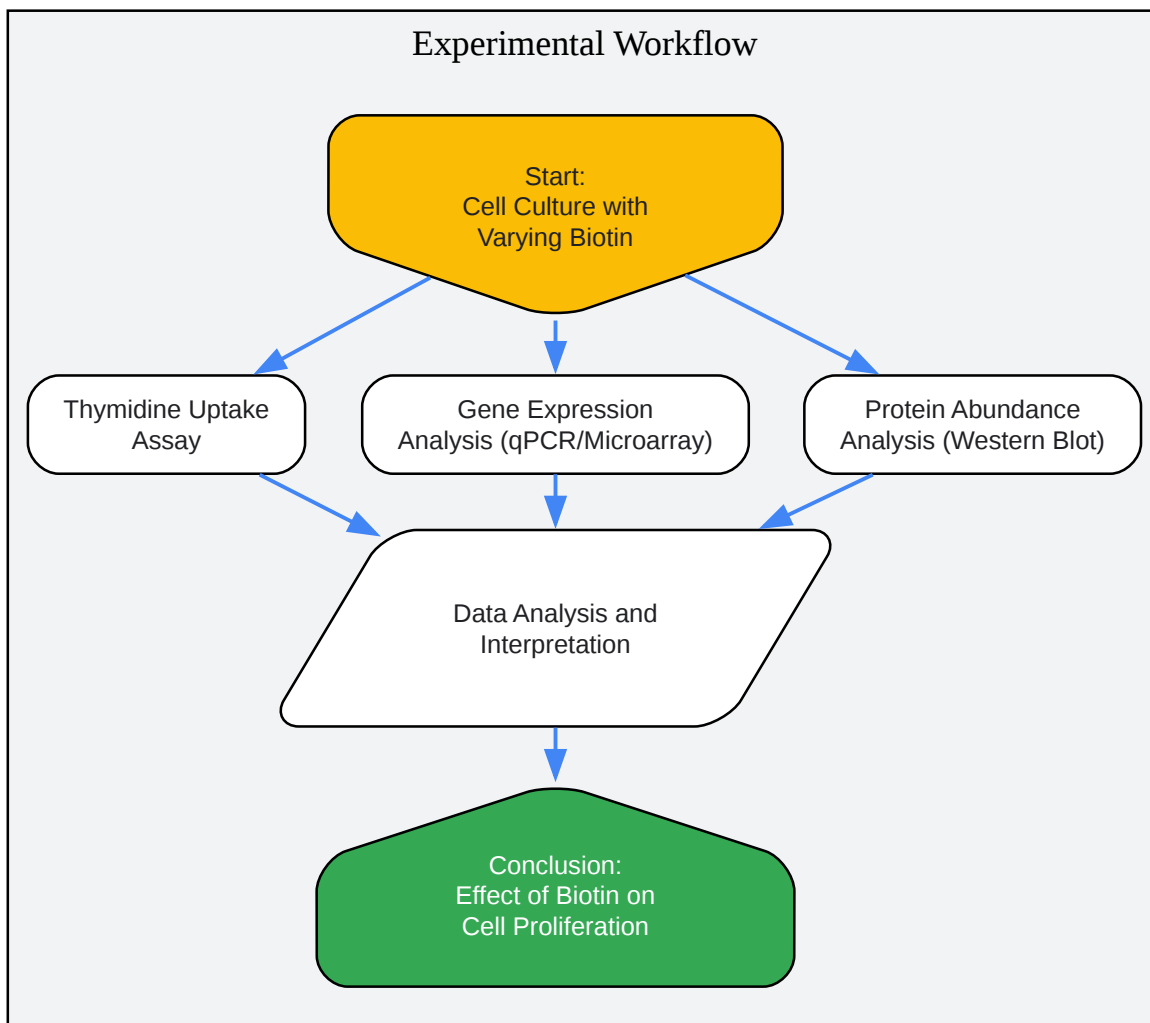 Experimental Workflow
Start:
Cell Culture with
Varying Biotin
Thymidine Uptake
Assay
Gene Expression
Analysis (qPCR/Microarray)
Protein Abundance
Analysis (Western Blot)
Data Analysis and
Interpretation
Conclusion:
Effect of Biotin on
Cell Proliferation